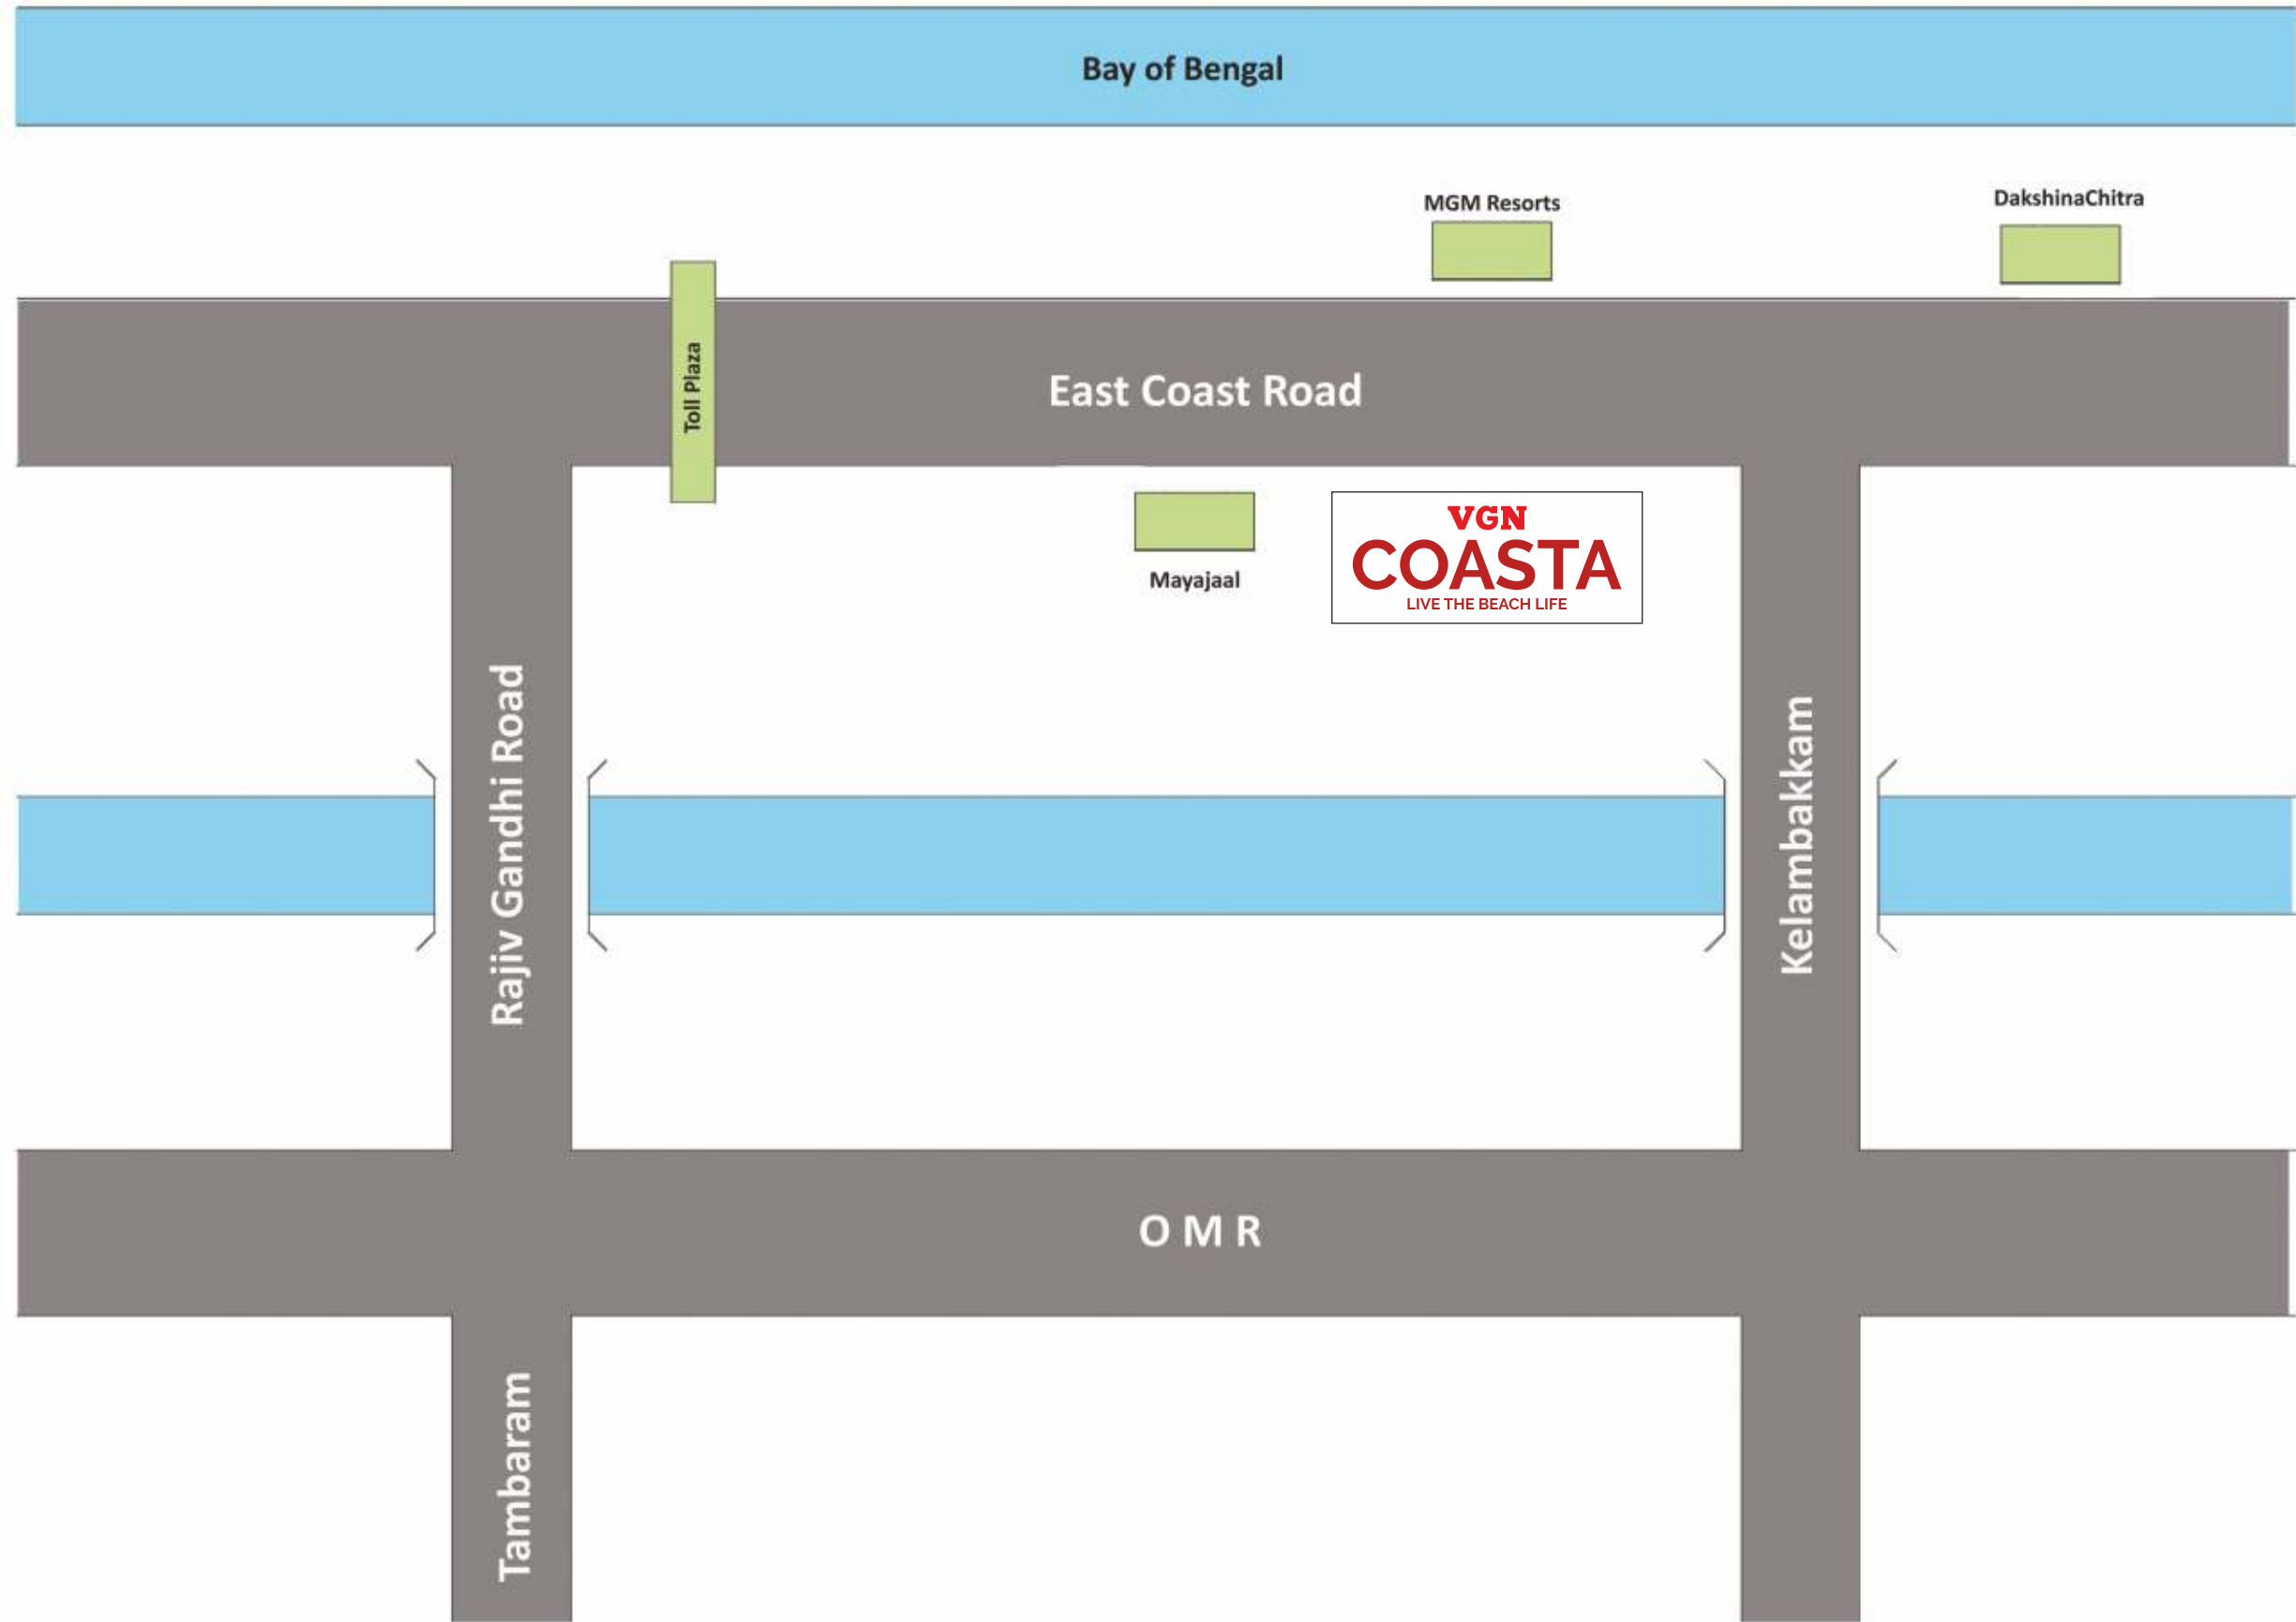 Bay of Bengal
MGM Resorts
DakshinaChitra
Toll Plaza
East Coast Road
Mayajaal
VGN
COASTA
LIVE THE BEACH LIFE
Rajiv Gandhi Road
Kelambakkam
O M R
Tambaram